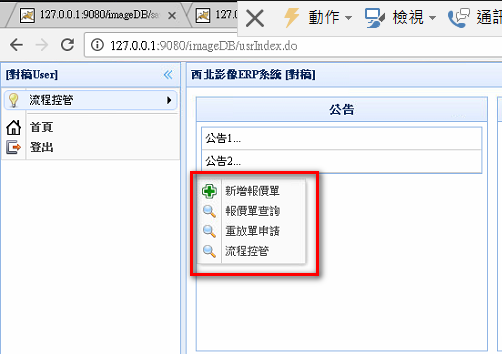 127.0.0.1:9080/imageDB/us
127.0.0.1
動作
檢視
通訊
127.0.0.1:9080/imageDB/usrIndex.do
[對稿User]
西北影像ERP系統 [對稿]
流程控管
公告
首頁
登出
公告1...
公告2...
新增報價單
報價單查詢
重放單申請
流程控管